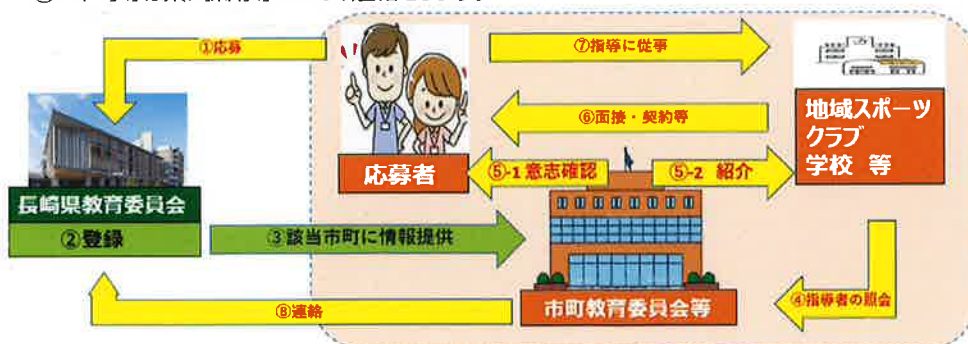 ①応募
⑦指導に従事
⑥面接・契約等
地域スポーツ
クラブ
学校 等
応募者
⑤-1 意志確認
⑤-2 紹介
長崎県教育委員会
②登録
③該当市町に情報提供
④指導者の照会
市町教育委員会等
⑧連絡